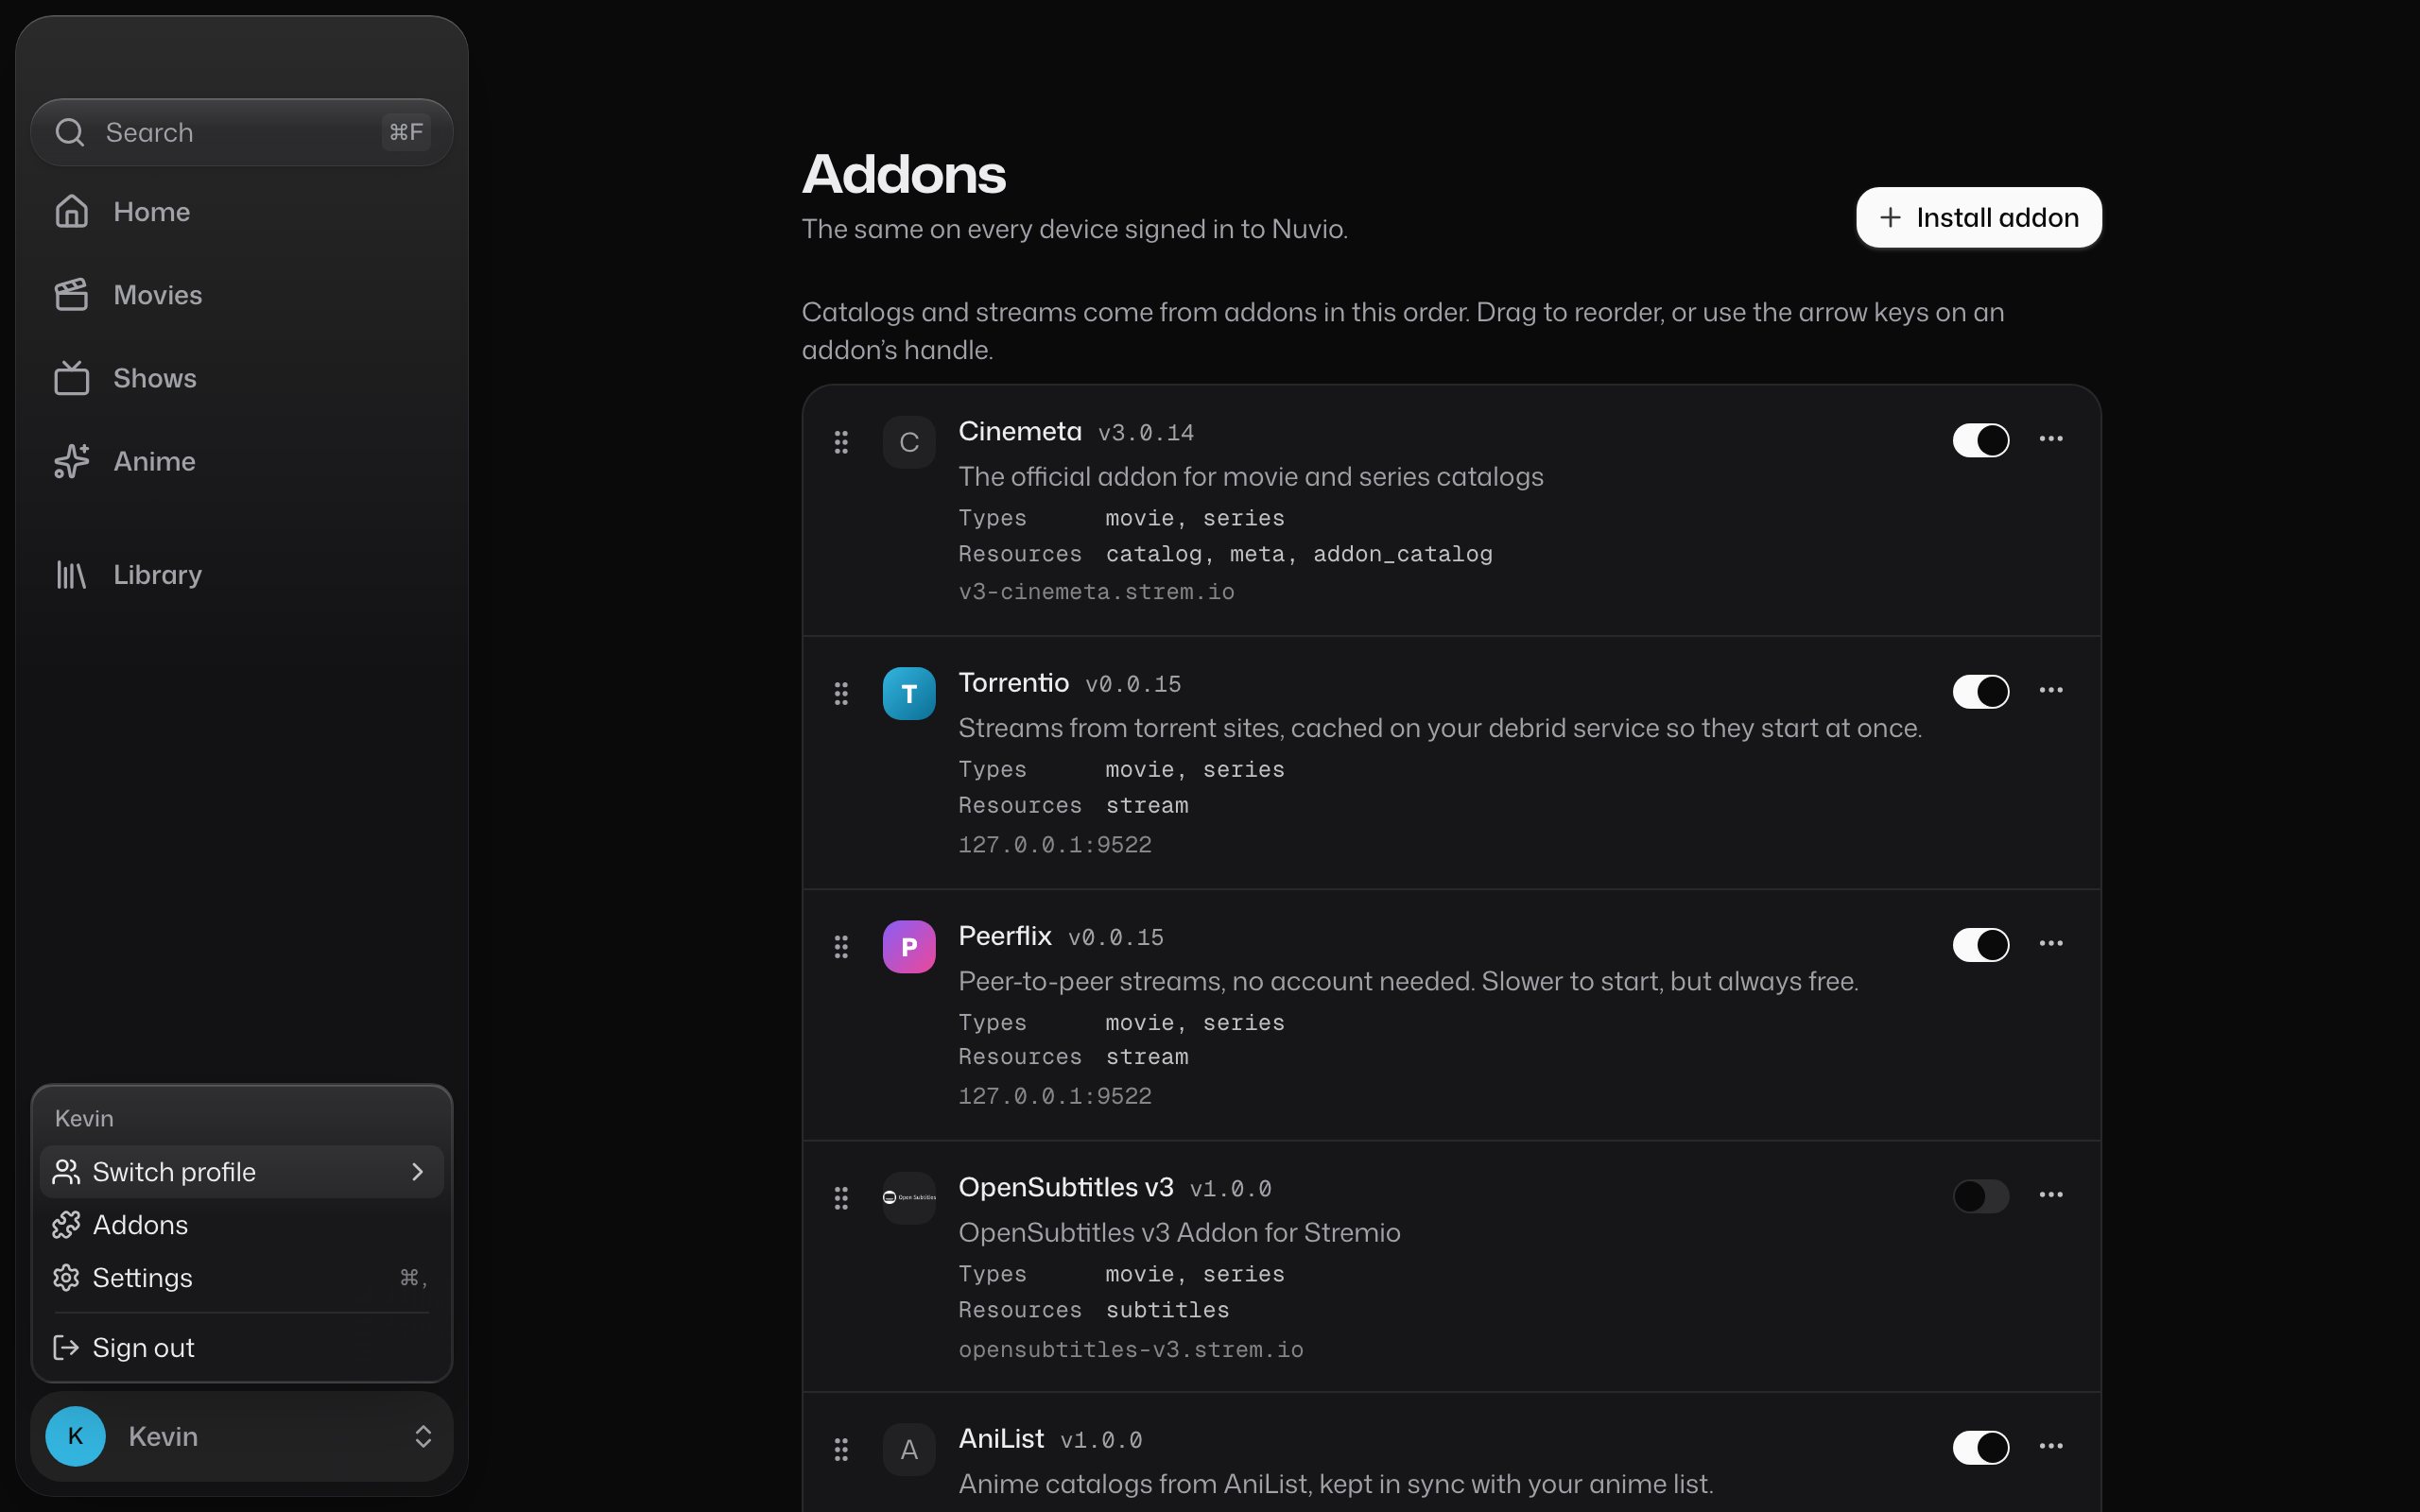 Search ⌘F
Home
Movies
Shows
Anime
Library
Kevin
Switch profile
Addons
Settings ⌘,
Sign out
K Kevin
Addons
The same on every device signed in to Nuvio.
Install addon
Catalogs and streams come from addons in this order. Drag to reorder, or use the arrow keys on an
addon’s handle.
C Cinemeta v3.0.14
The official addon for movie and series catalogs
Types movie, series
Resources catalog, meta, addon_catalog
v3-cinemeta.strem.io
T Torrentio v0.0.15
Streams from torrent sites, cached on your debrid service so they start at once.
Types movie, series
Resources stream
127.0.0.1:9522
P Peerflix v0.0.15
Peer-to-peer streams, no account needed. Slower to start, but always free.
Types movie, series
Resources stream
127.0.0.1:9522
Open Subtitles OpenSubtitles v3 v1.0.0
OpenSubtitles v3 Addon for Stremio
Types movie, series
Resources subtitles
opensubtitles-v3.strem.io
A AniList v1.0.0
Anime catalogs from AniList, kept in sync with your anime list.